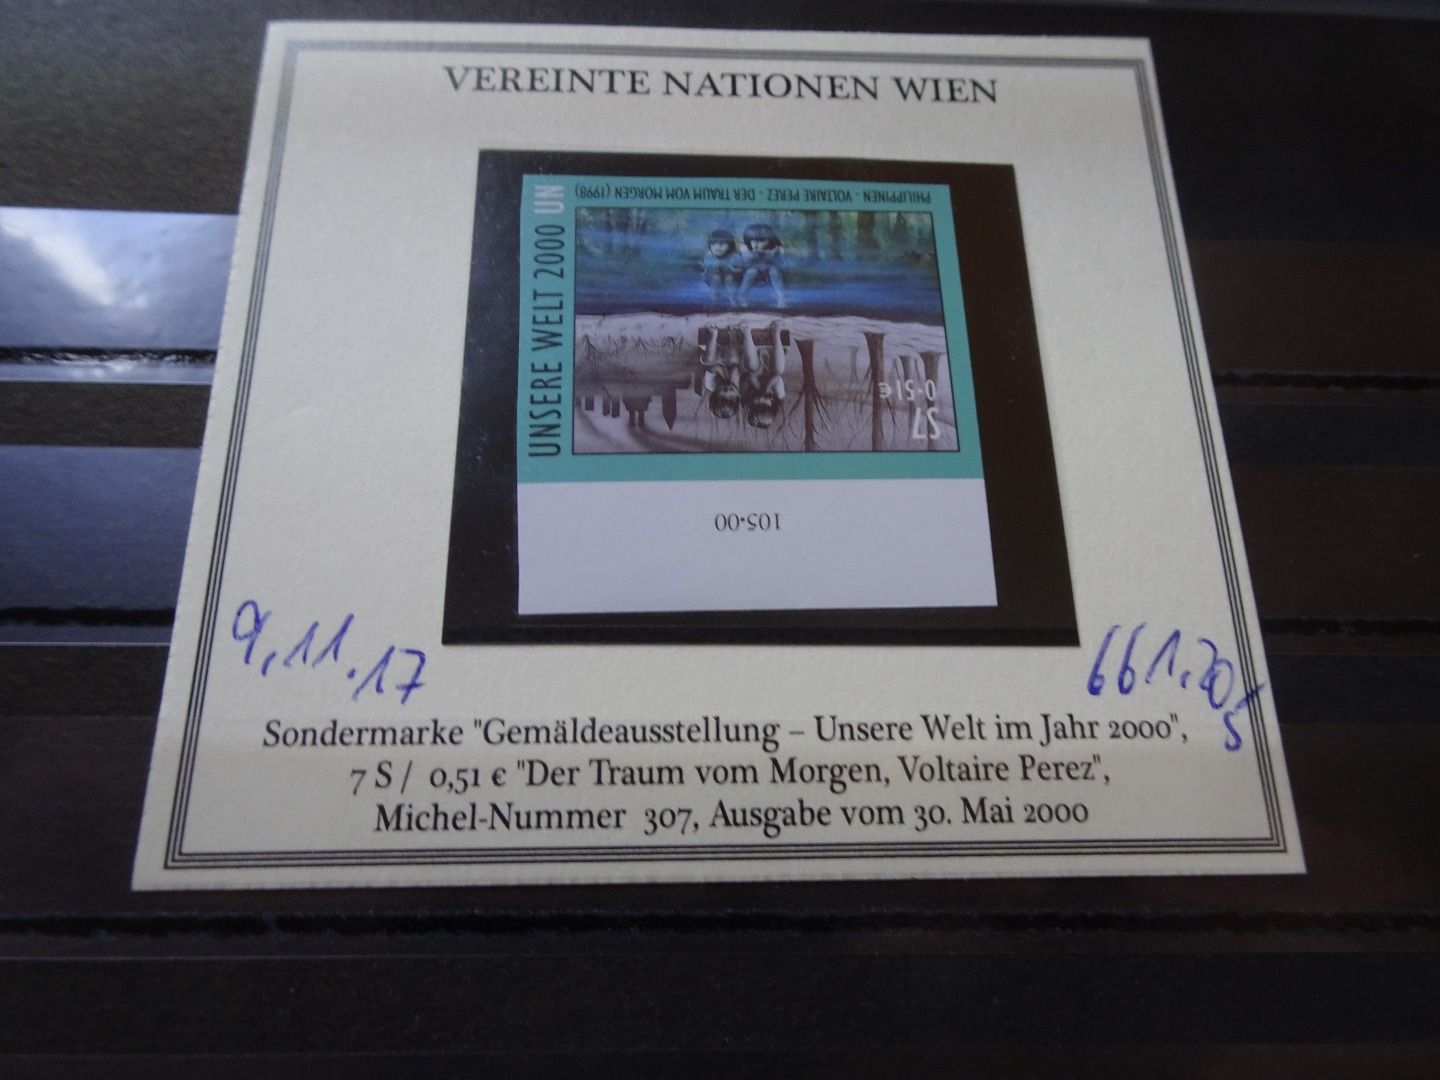 VEREINTE NATIONEN WIEN
PHILIPPINEN - VOLTAIRE PEREZ - DER TRAUM VOM MORGEN (1998)
UNSERE WELT 2000 UN
0·51€
S7
105·00
9.11.17
661.20
5
Sondermarke "Gemäldeausstellung – Unsere Welt im Jahr 2000",
7 S / 0,51 € "Der Traum vom Morgen, Voltaire Perez",
Michel-Nummer 307, Ausgabe vom 30. Mai 2000